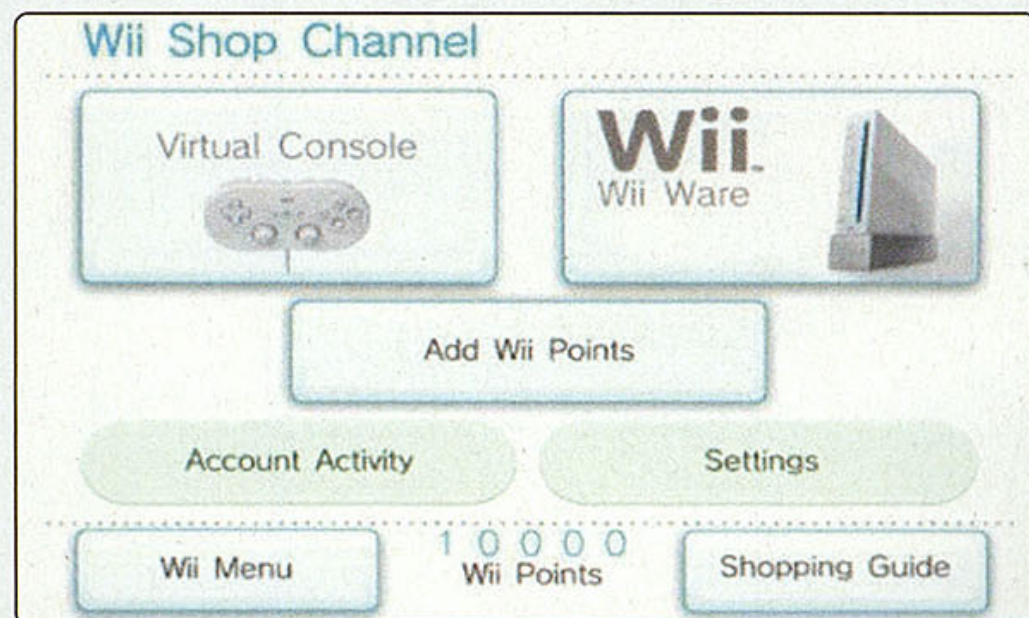 Wii Shop Channel
Virtual Console
Wii
Wii Ware
Add Wii Points
Account Activity
Settings
10000
Wii Points
Wii Menu
Shopping Guide